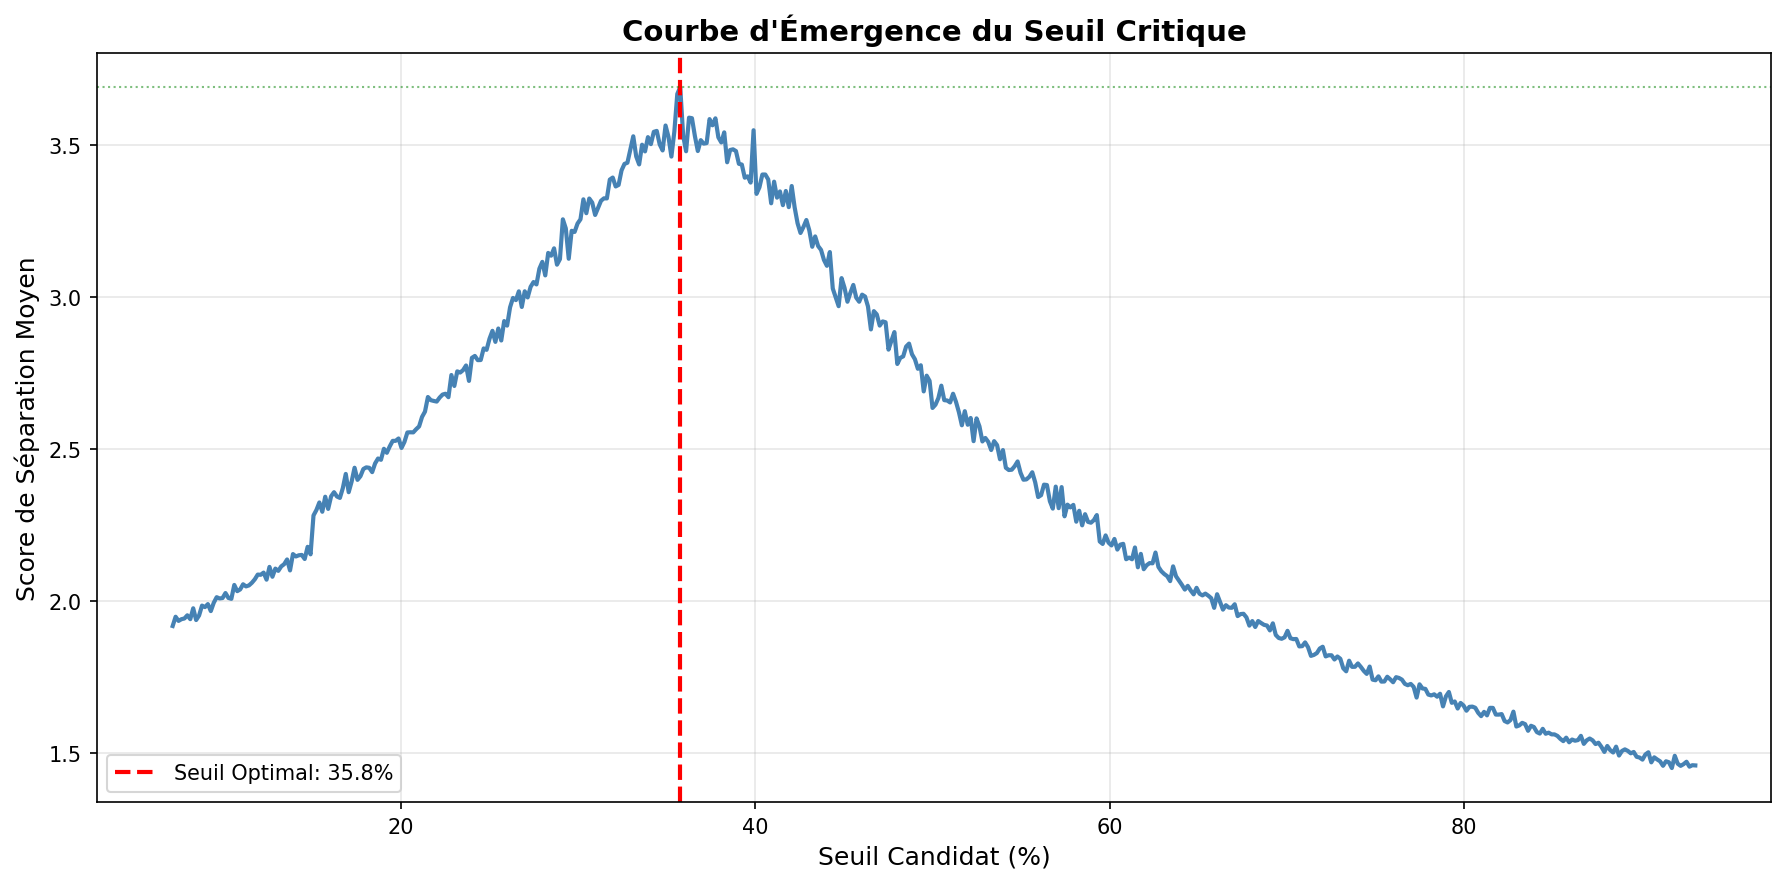 Courbe d'Émergence du Seuil Critique
Score de Séparation Moyen
3.5
3.0
2.5
2.0
1.5
Seuil Optimal: 35.8%
20
40
60
80
Seuil Candidat (%)